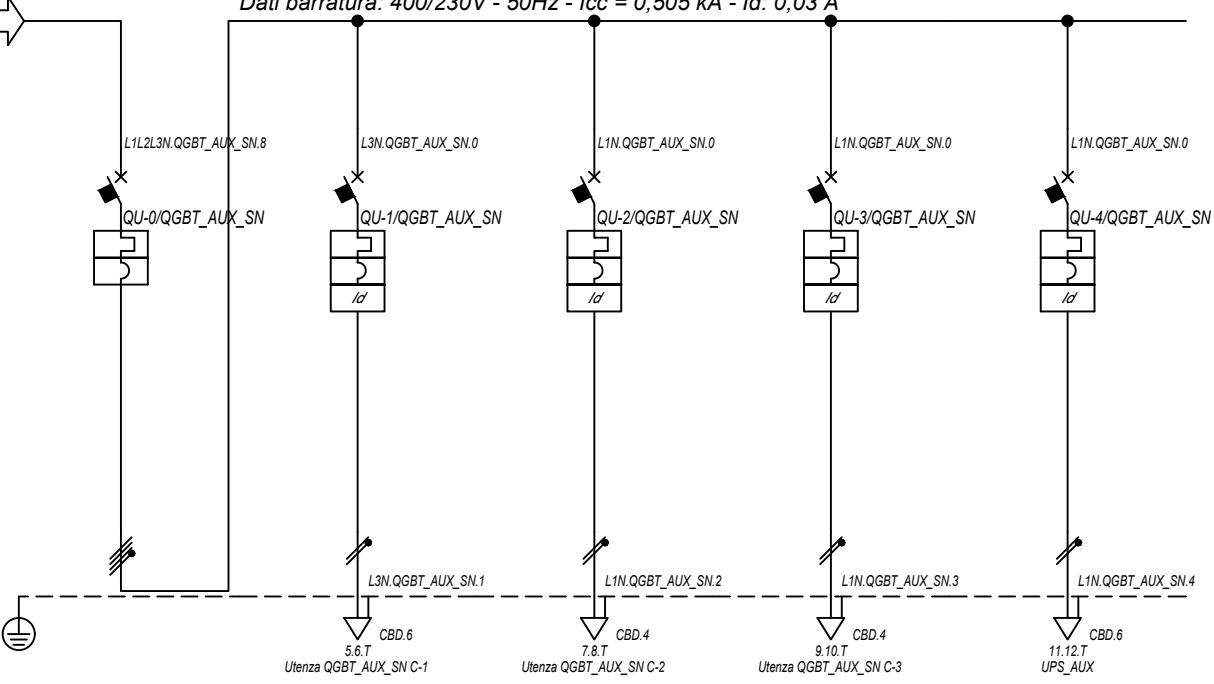 Dati barratura: 400/230V - 50Hz - Icc = 0,505 kA - Id: 0,03 A
L1L2L3N.QGBT_AUX_SN.8
L3N.QGBT_AUX_SN.0
L1N.QGBT_AUX_SN.0
L1N.QGBT_AUX_SN.0
L1N.QGBT_AUX_SN.0
QU-0/QGBT_AUX_SN
QU-1/QGBT_AUX_SN
QU-2/QGBT_AUX_SN
QU-3/QGBT_AUX_SN
QU-4/QGBT_AUX_SN
Id
Id
Id
Id
L3N.QGBT_AUX_SN.1
L1N.QGBT_AUX_SN.2
L1N.QGBT_AUX_SN.3
L1N.QGBT_AUX_SN.4
CBD.6
CBD.4
CBD.4
CBD.6
5.6.T
7.8.T
9.10.T
11.12.T
Utenza QGBT_AUX_SN C-1
Utenza QGBT_AUX_SN C-2
Utenza QGBT_AUX_SN C-3
UPS_AUX